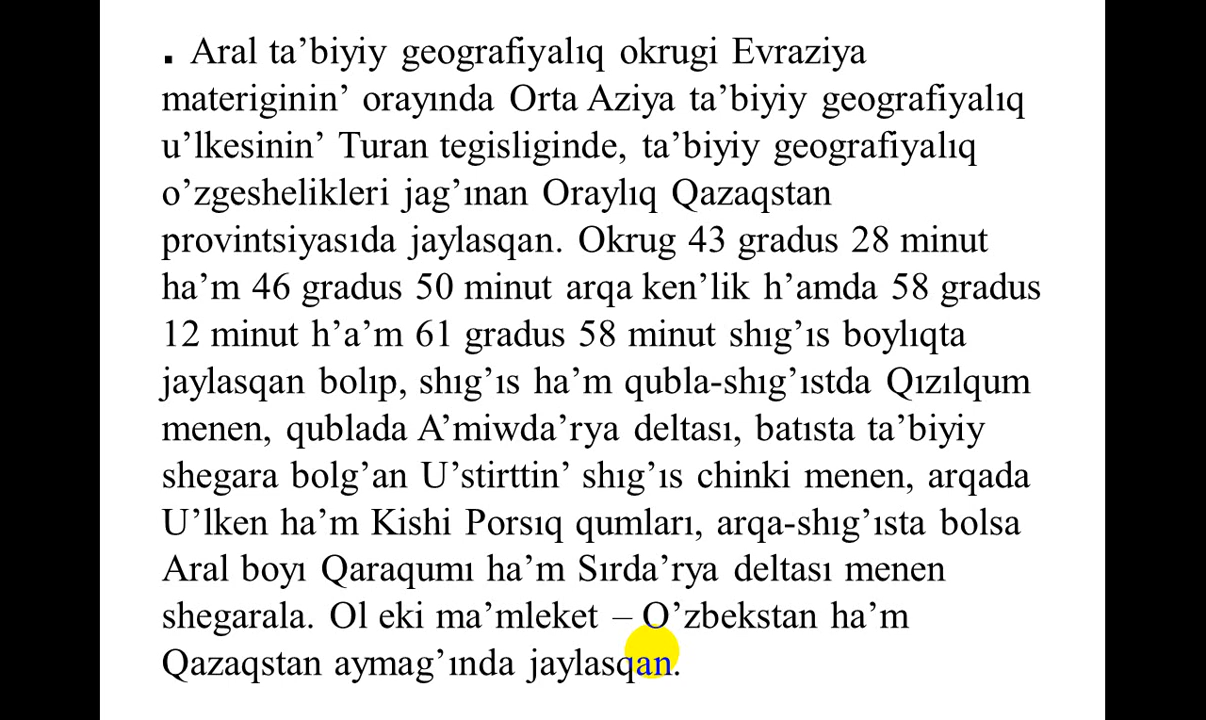 ▪ Aral ta’biyiy geografiyalıq okrugi Evraziya
materiginin’ orayında Orta Aziya ta’biyiy geografiyalıq
u’lkesinin’ Turan tegisliginde, ta’biyiy geografiyalıq
o’zgeshelikleri jag’ınan Oraylıq Qazaqstan
provintsiyasıda jaylasqan. Okrug 43 gradus 28 minut
ha’m 46 gradus 50 minut arqa ken’lik h’amda 58 gradus
12 minut h’a’m 61 gradus 58 minut shıg’ıs boylıqta
jaylasqan bolıp, shıg’ıs ha’m qubla-shıg’ıstda Qızılqum
menen, qublada A’miwda’rya deltası, batısta ta’biyiy
shegara bolg’an U’stirttin’ shıg’ıs chinki menen, arqada
U’lken ha’m Kishi Porsıq qumları, arqa-shıg’ısta bolsa
Aral boyı Qaraqumı ha’m Sırda’rya deltası menen
shegarala. Ol eki ma’mleket – O’zbekstan ha’m
Qazaqstan aymag’ında jaylasqan.